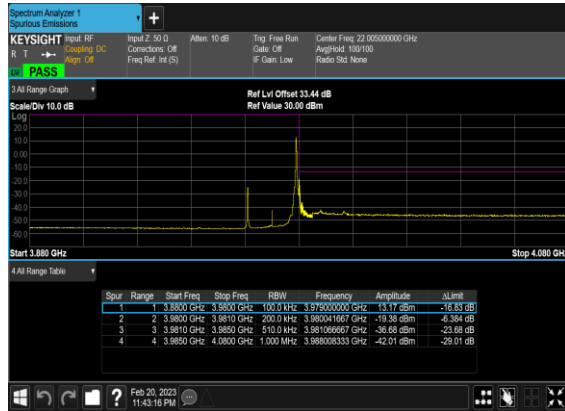 Spectrum Analyzer 1
Spurious Emissions
+
KEYSIGHT Input: RF Input Z: 50 Ω Atten: 10 dB Trig: Free Run Center Freq: 22.005000000 GHz
R T Coupling: DC Corrections: Off Gate: Off Avg|Hold: 100/100
Align: Off Freq Ref: Int (S) IF Gain: Low Radio Std: None
PASS
3 All Range Graph
Ref Lvl Offset 33.44 dB
Scale/Div 10.0 dB Ref Value 30.00 dBm
Log
20.0
10.0
0.00
-10.0
-20.0
-30.0
-40.0
-50.0
-60.0
Start 3.880 GHz Stop 4.080 GH
4 All Range Table
Spur Range Start Freq Stop Freq RBW Frequency Amplitude ΔLimit
1 1 3.8800 GHz 3.9800 GHz 100.0 kHz 3.979000000 GHz 13.17 dBm -16.83 dB
2 2 3.9800 GHz 3.9810 GHz 200.0 kHz 3.980041667 GHz -19.38 dBm -6.384 dB
3 3 3.9810 GHz 3.9850 GHz 510.0 kHz 3.981066667 GHz -36.68 dBm -23.68 dB
4 4 3.9850 GHz 4.0800 GHz 1.000 MHz 3.988008333 GHz -42.01 dBm -29.01 dB
?
Feb 20, 2023
11:43:16 PM